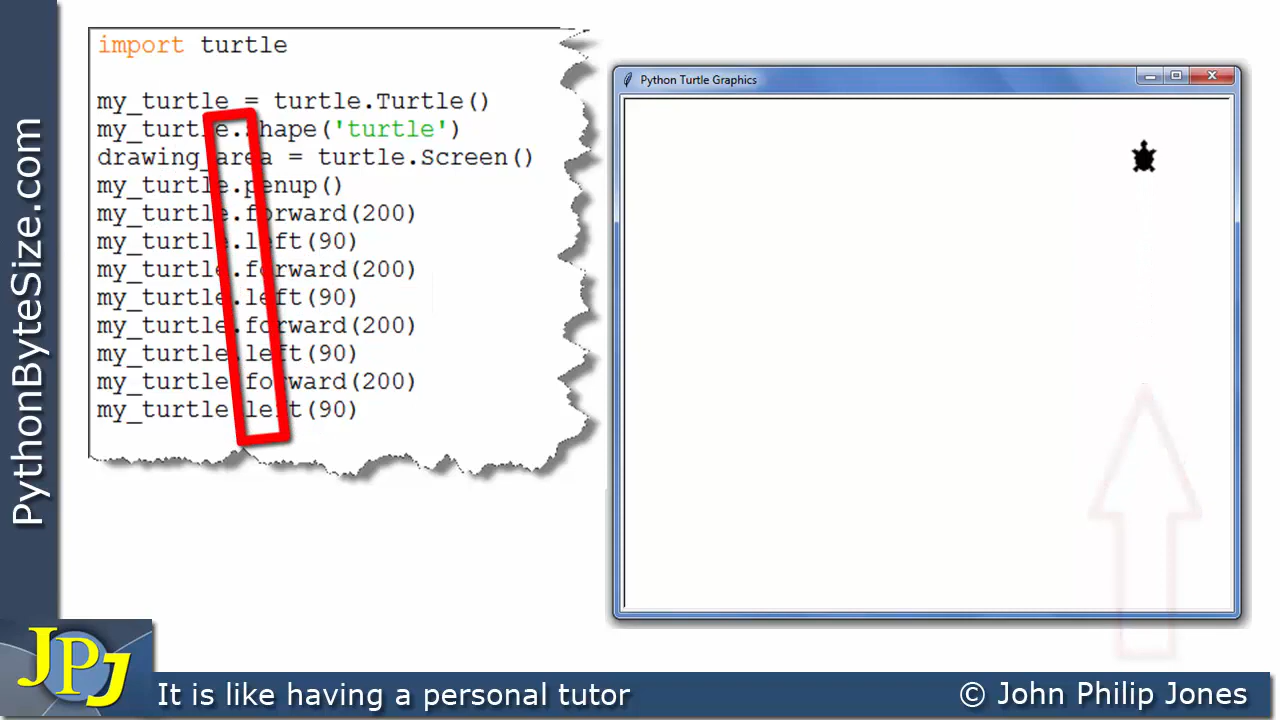 PythonByteSize.com
import turtle
my_turtle = turtle.Turtle()
my_turtle.shape('turtle')
drawing_area = turtle.Screen()
my_turtle.penup()
my_turtle.forward(200)
my_turtle.left(90)
my_turtle.forward(200)
my_turtle.left(90)
my_turtle.forward(200)
my_turtle.left(90)
my_turtle.forward(200)
my_turtle.left(90)
Python Turtle Graphics
JPJ
It is like having a personal tutor
© John Philip Jones